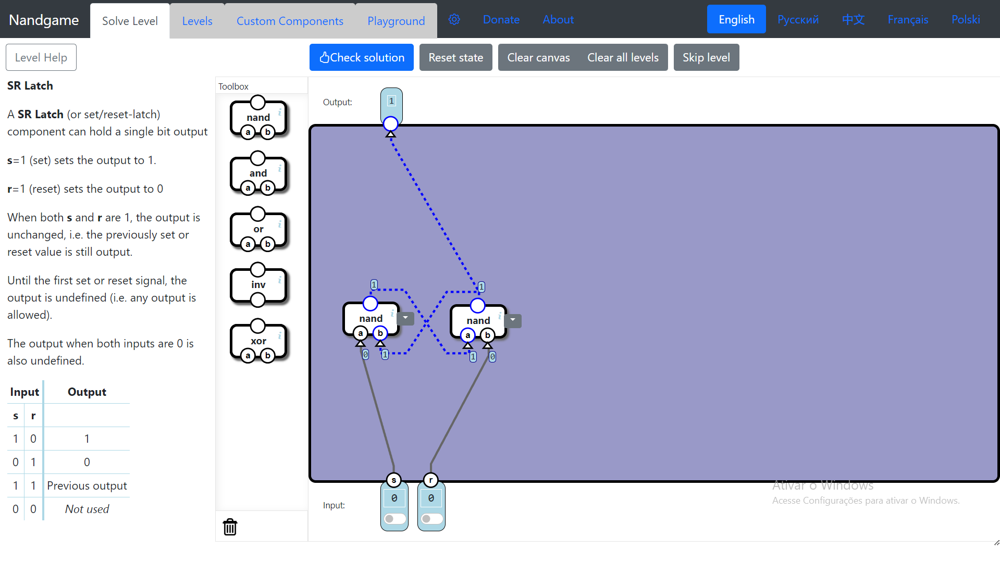 Nandgame
Solve Level
Levels
Custom Components
Playground
Donate
About
English
Русский
中文
Français
Polski
Level Help
Check solution
Reset state
Clear canvas
Clear all levels
Skip level
SR Latch
A SR Latch (or set/reset-latch)
component can hold a single bit output
s=1 (set) sets the output to 1.
r=1 (reset) sets the output to 0
When both s and r are 1, the output is
unchanged, i.e. the previously set or
reset value is still output.
Until the first set or reset signal, the
output is undefined (i.e. any output is
allowed).
The output when both inputs are 0 is
also undefined.
Input Output
s r
1 0 1
0 1 0
1 1 Previous output
0 0 Not used
Toolbox
nand
a b
and
a b
or
a b
inv
xor
a b
Output:
1
1
1
nand
nand
a b
a b
0 1
1 0
s r
Input:
0 0
Ativar o Windows
Acesse Configurações para ativar o Windows.